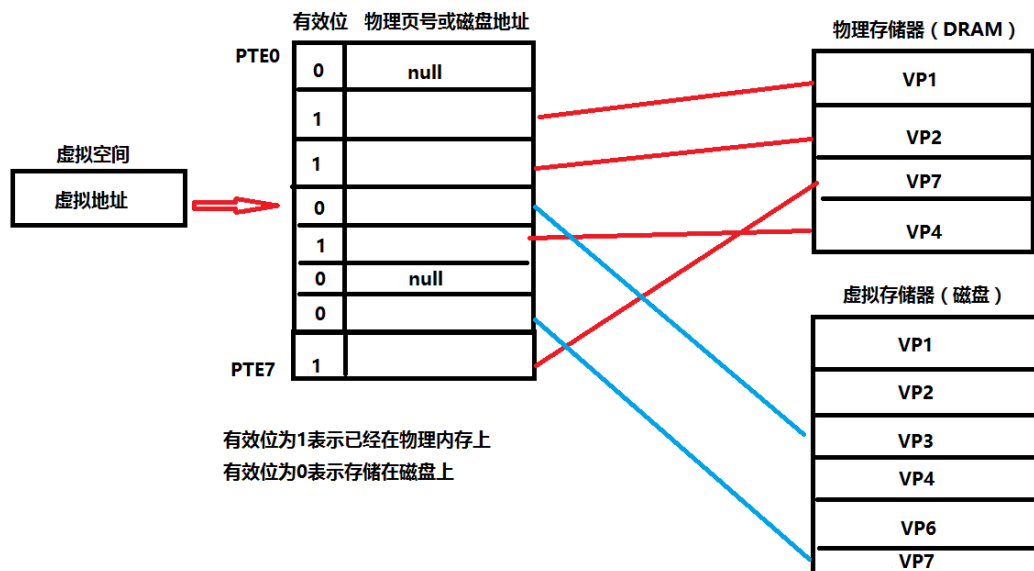 有效位 物理页号或磁盘地址
PTE0
0 null
1
1
0
1
0 null
0
1
PTE7
虚拟空间
虚拟地址
有效位为1表示已经在物理内存上
有效位为0表示存储在磁盘上
物理存储器（DRAM）
VP1
VP2
VP7
VP4
虚拟存储器（磁盘）
VP1
VP2
VP3
VP4
VP6
VP7